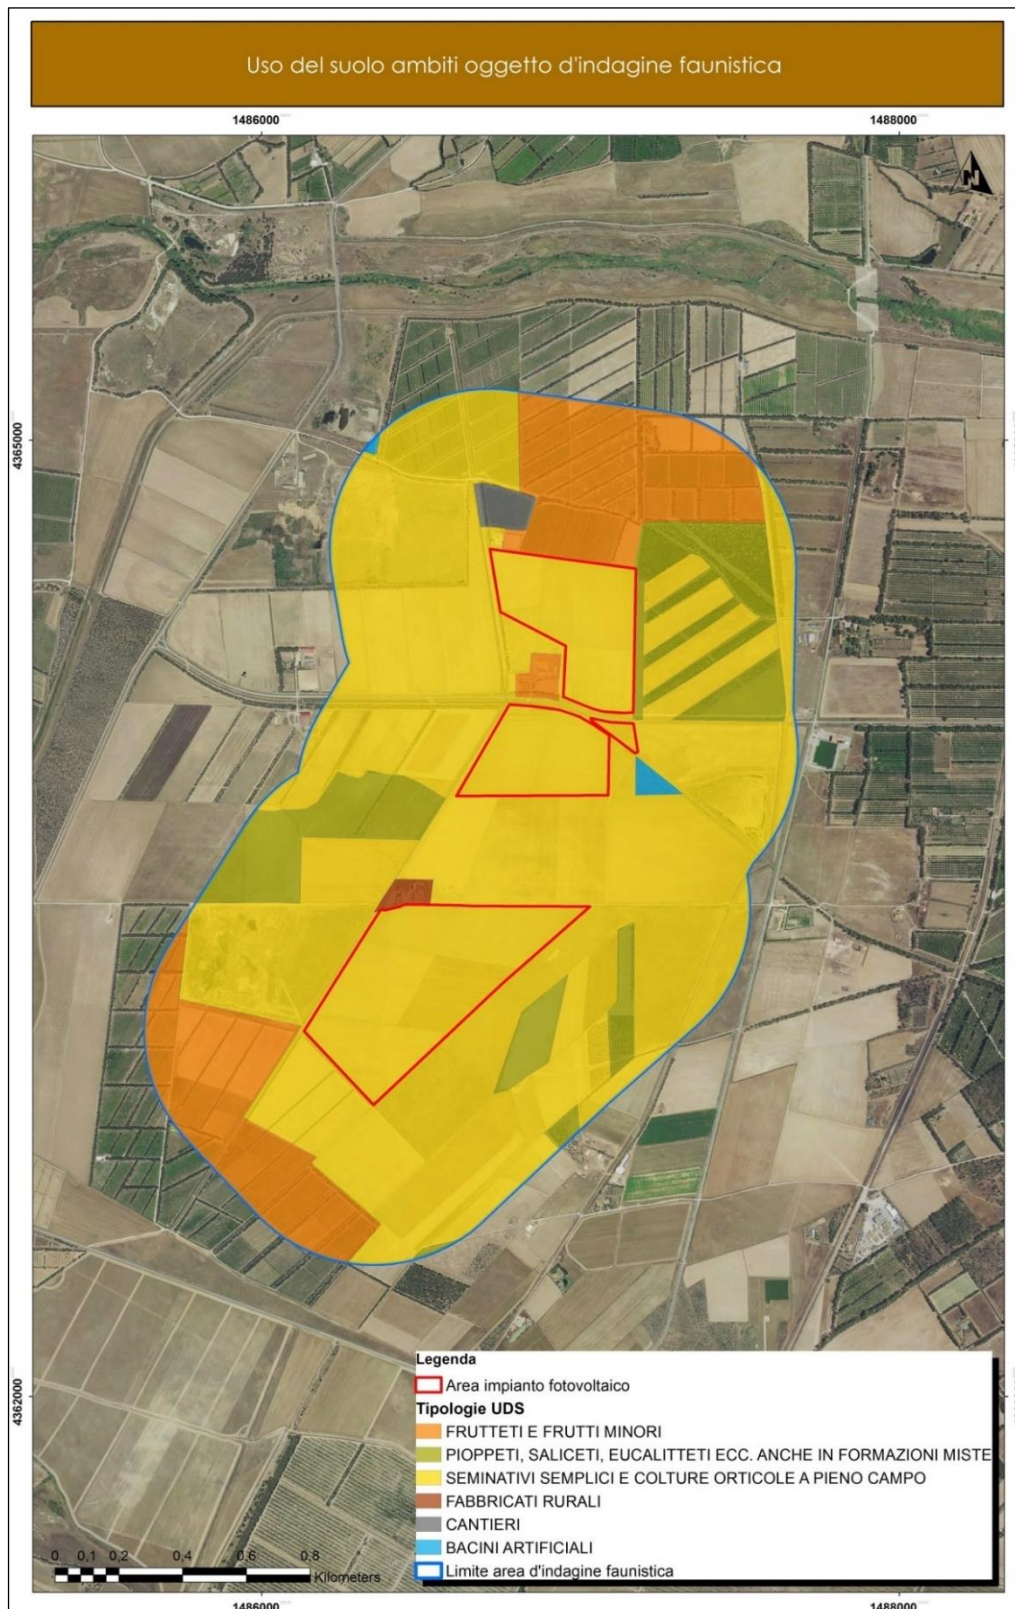 Uso del suolo ambiti oggetto d'indagine faunistica
1486000 1488000
N
4365000
4362000
Legenda
Area impianto fotovoltaico
Tipologie UDS
FRUTTETI E FRUTTI MINORI
PIOPPETI, SALICETI, EUCALITTETI ECC. ANCHE IN FORMAZIONI MISTE
SEMINATIVI SEMPLICI E COLTURE ORTICOLE A PIENO CAMPO
FABBRICATI RURALI
CANTIERI
BACINI ARTIFICIALI
Limite area d'indagine faunistica
0 0,1 0,2 0,4 0,6 0,8
Kilometers
1486000 1488000